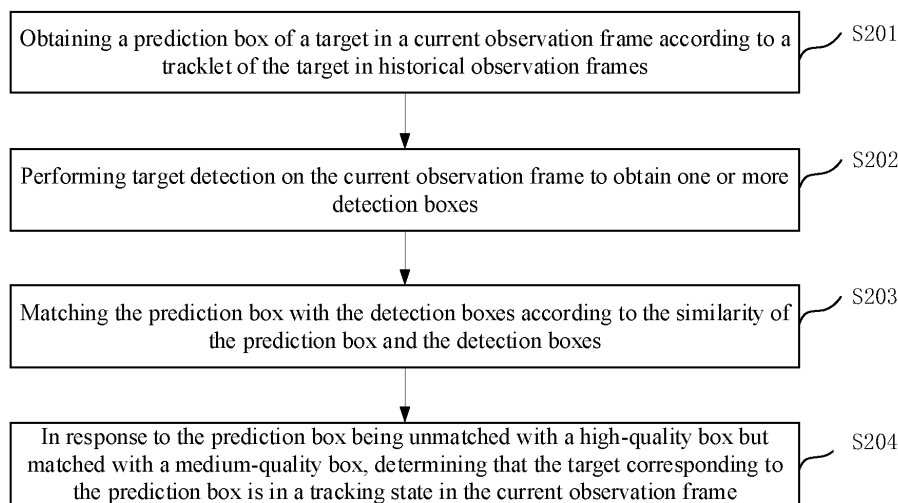 Obtaining a prediction box of a target in a current observation frame according to a
tracklet of the target in historical observation frames
S201
Performing target detection on the current observation frame to obtain one or more
detection boxes
S202
Matching the prediction box with the detection boxes according to the similarity of
the prediction box and the detection boxes
S203
In response to the prediction box being unmatched with a high-quality box but
matched with a medium-quality box, determining that the target corresponding to
the prediction box is in a tracking state in the current observation frame
S204